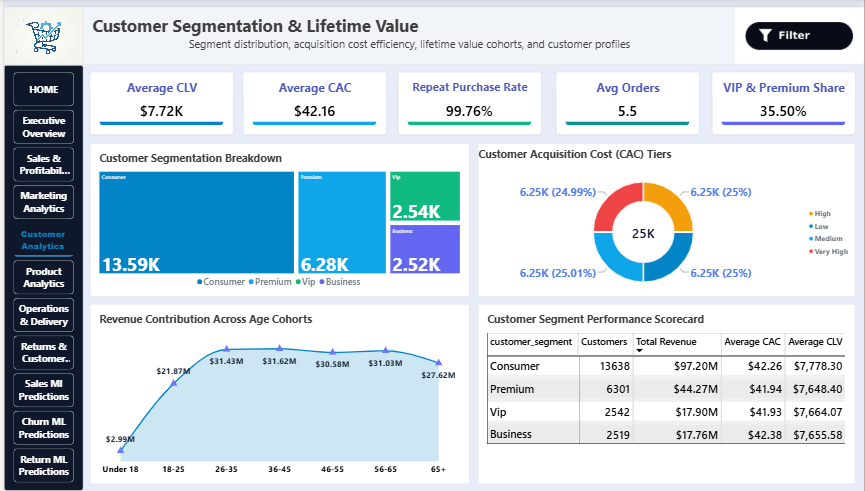 Customer Segmentation & Lifetime Value
Segment distribution, acquisition cost efficiency, lifetime value cohorts, and customer profiles
Filter
HOME
Executive
Overview
Sales &
Profitabil...
Marketing
Analytics
Customer
Analytics
Product
Analytics
Operations
& Delivery
Returns &
Customer..
Sales Ml
Predictions
Churn ML
Predictions
Return ML
Predictions
Average CLV
$7.72K
Average CAC
$42.16
Repeat Purchase Rate
99.76%
Avg Orders
5.5
VIP & Premium Share
35.50%
Customer Segmentation Breakdown
Consumer
13.59K
Premium
6.28K
Vip
2.54K
Business
2.52K
Consumer Premium Vip Business
Customer Acquisition Cost (CAC) Tiers
6.25K (24.99%)
6.25K (25%)
25K
6.25K (25.01%)
6.25K (25%)
High
Low
Medium
Very High
Revenue Contribution Across Age Cohorts
$2.99M
$21.87M
$31.43M
$31.62M
$30.58M
$31.03M
$27.62M
Under 18 18-25 26-35 36-45 46-55 56-65 65+
Customer Segment Performance Scorecard
customer_segment Customers Total Revenue Average CAC Average CLV
Consumer 13638 $97.20M $42.26 $7,778.30
Premium 6301 $44.27M $41.94 $7,648.40
Vip 2542 $17.90M $41.93 $7,664.07
Business 2519 $17.76M $42.38 $7,655.58